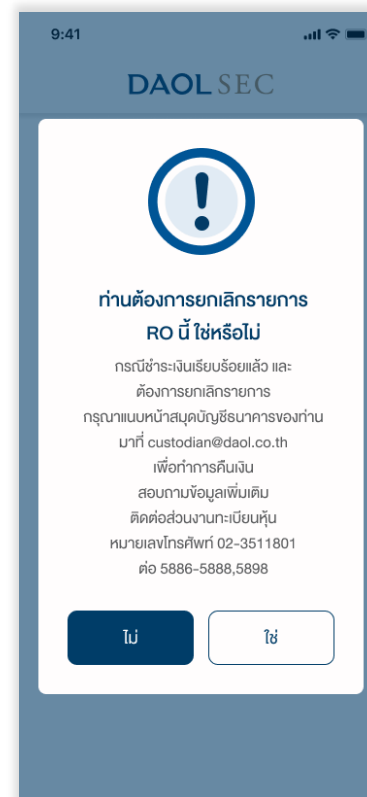 9:41
DAOL SEC
ท่านต้องการยกเลิกรายการ
RO นี้ ใช่หรือไม่
กรณีชำระเงินเรียบร้อยแล้ว และ
ต้องการยกเลิกรายการ
กรุณาแนบหน้าสมุดบัญชีธนาคารของท่าน
มาที่ custodian@daol.co.th
เพื่อทำการคืนเงิน
สอบถามข้อมูลเพิ่มเติม
ติดต่อส่วนงานทะเบียนหุ้น
หมายเลขโทรศัพท์ 02-3511801
ต่อ 5886-5888,5898
ไม่ ใช่